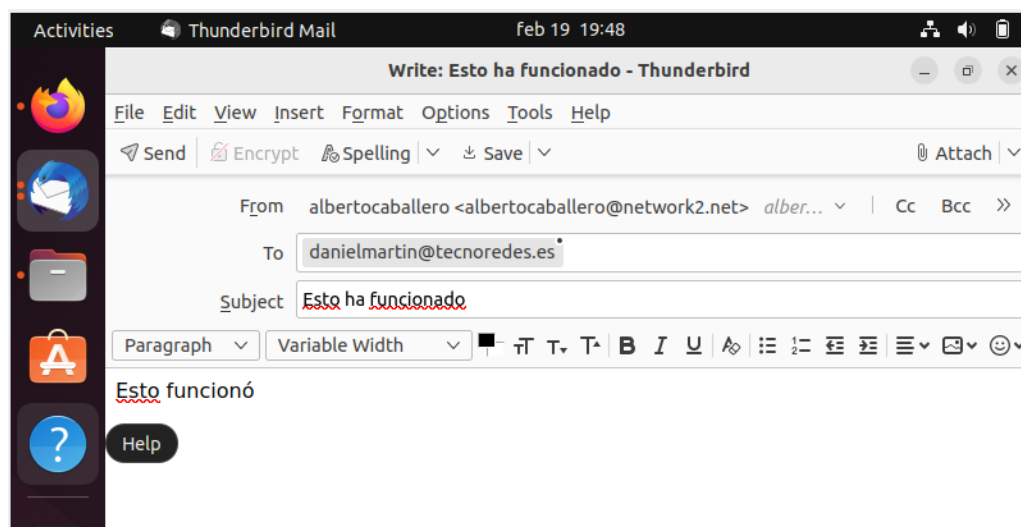 Activities Thunderbird Mail feb 19 19:48
Write: Esto ha funcionado - Thunderbird
File Edit View Insert Format Options Tools Help
Send Encrypt Spelling Save Attach
From albertocaballero <albertocaballero@network2.net> alber... Cc Bcc
To danielmartin@tecnoredes.es
Subject Esto ha funcionado
Paragraph Variable Width
Esto funcionó
Help